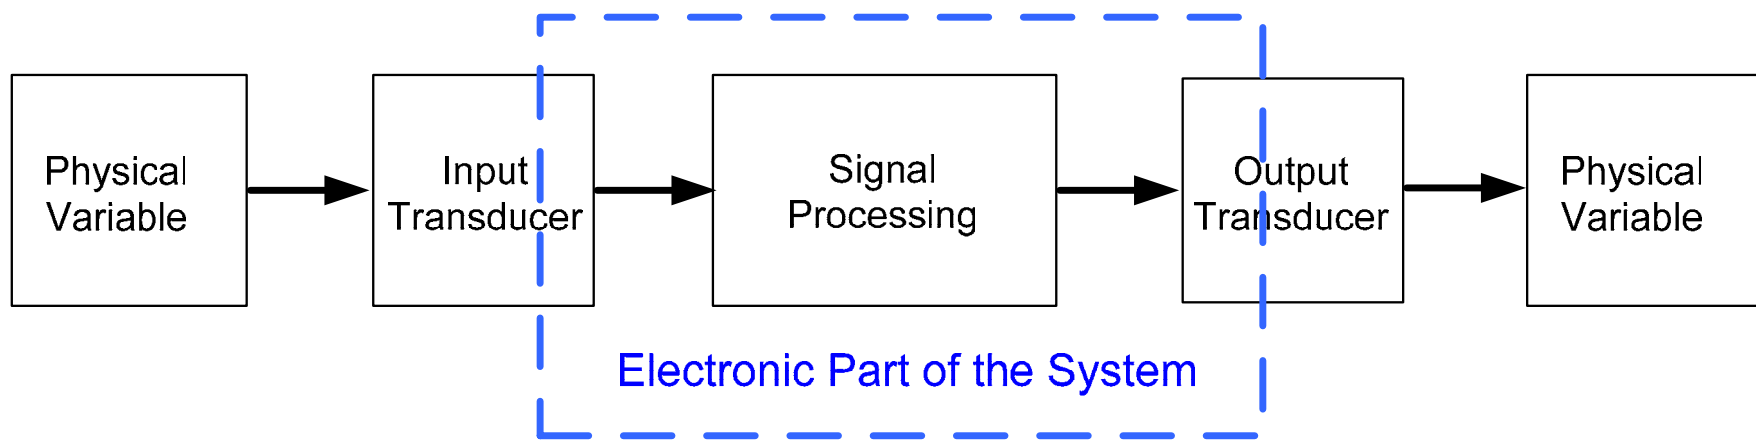 Physical
Variable
Input
Transducer
Signal
Processing
Output
Transducer
Physical
Variable
Electronic Part of the System